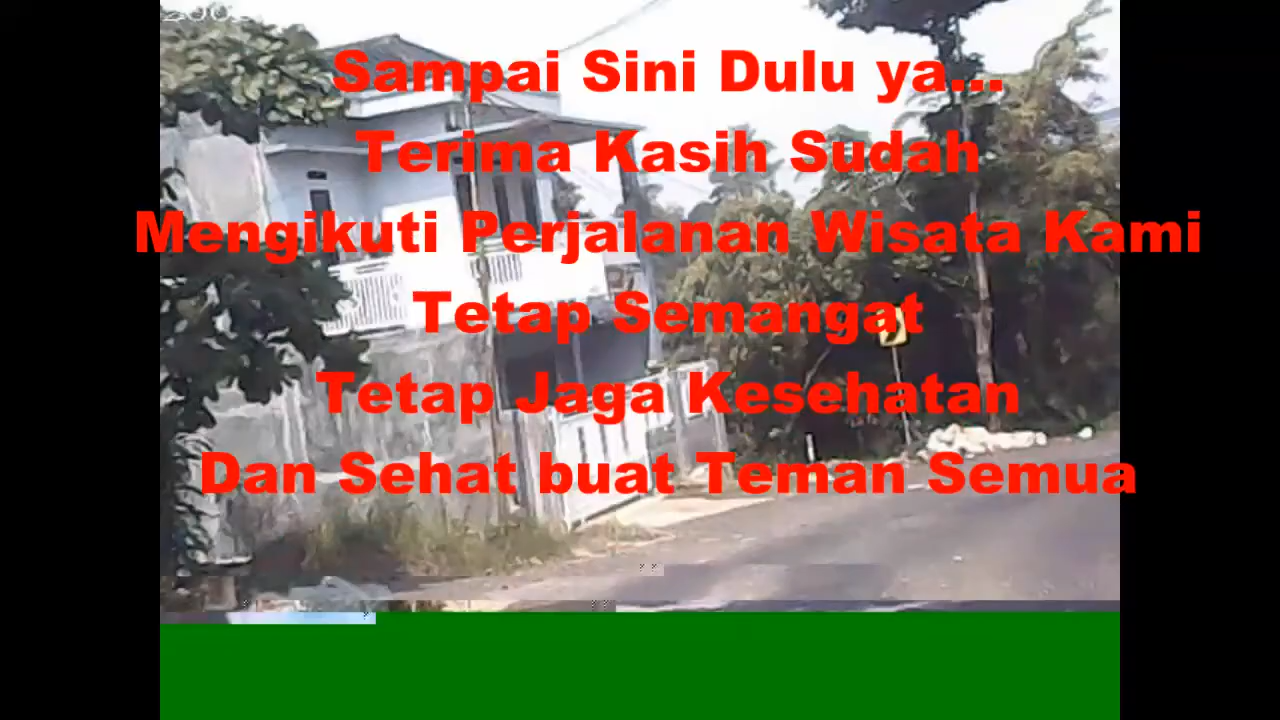 Sampai Sini Dulu ya...
Terima Kasih Sudah
Mengikuti Perjalanan Wisata Kami
Tetap Semangat
Tetap Jaga Kesehatan
Dan Sehat buat Teman Semua